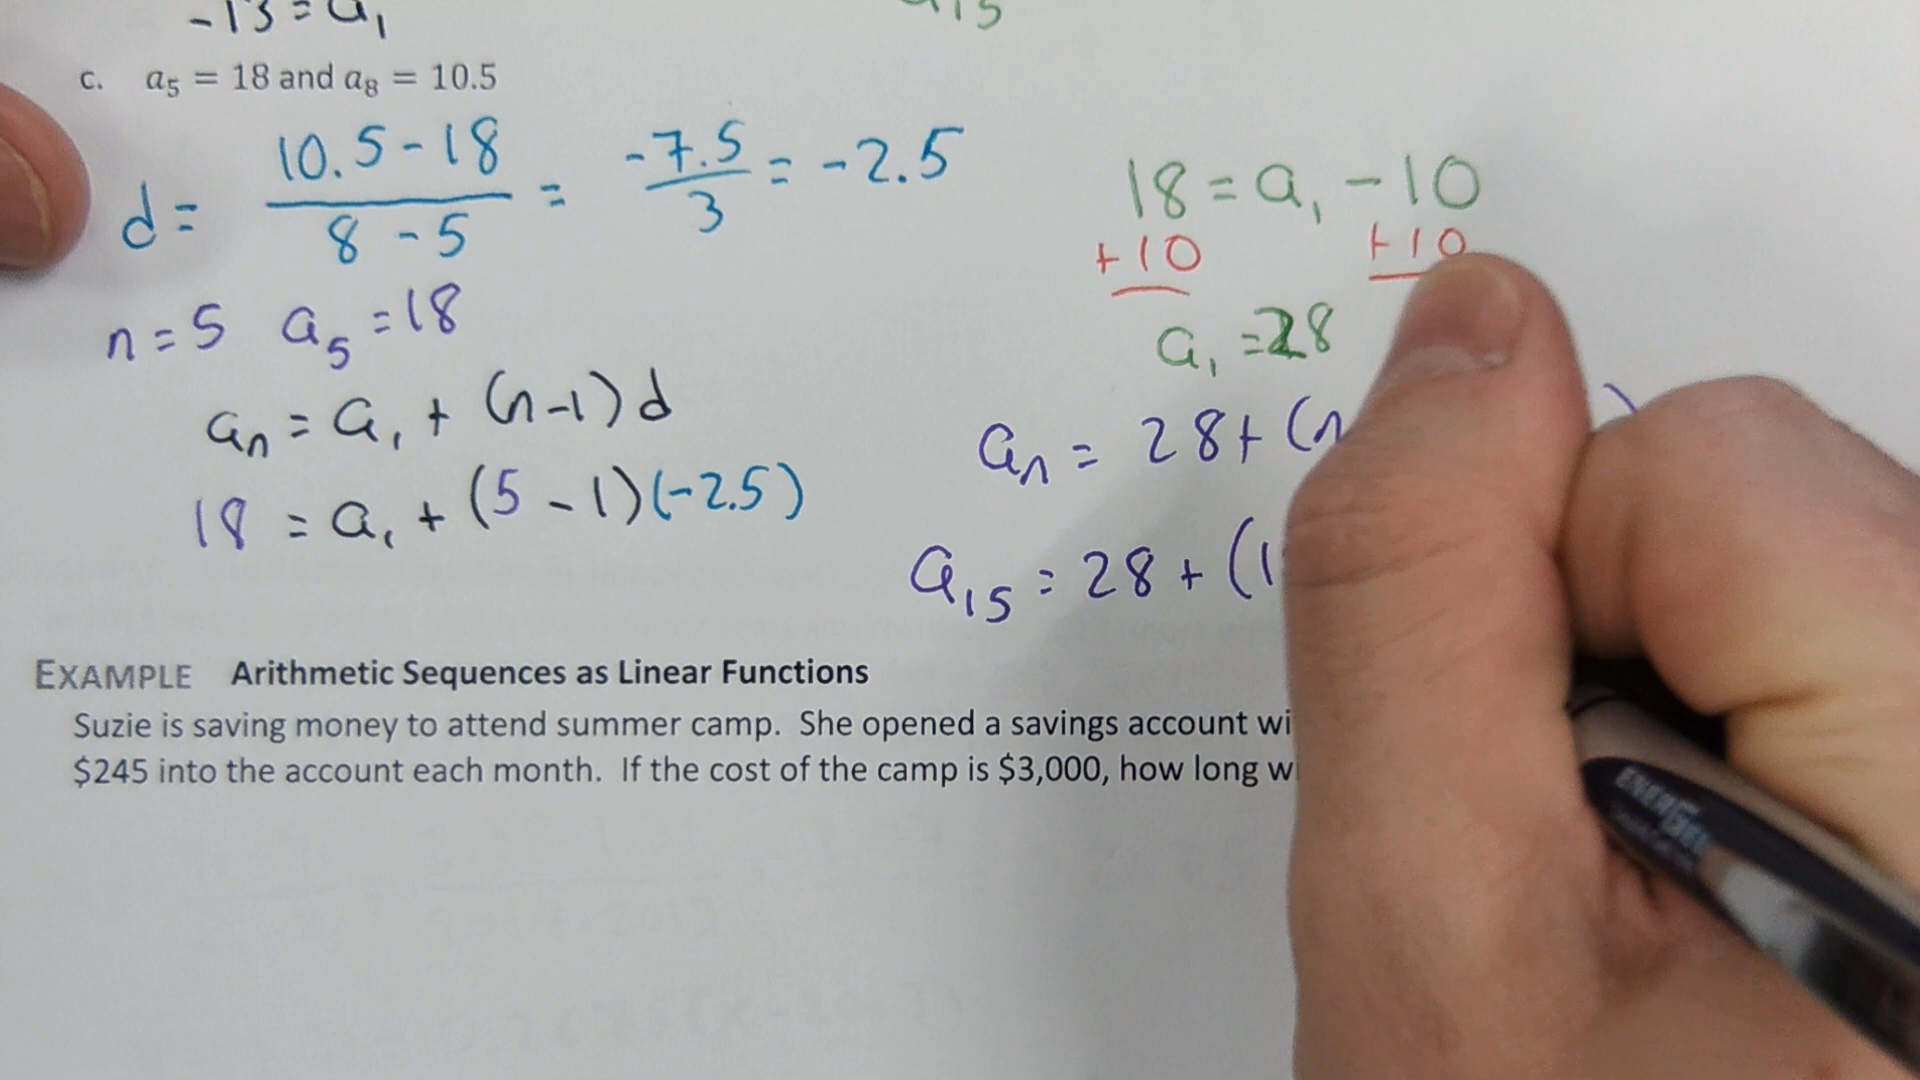 -13 = a₁
a₁₅
c. a₅ = 18 and a₈ = 10.5
d = (10.5 - 18)/(8 - 5) = -7.5/3 = -2.5
n = 5 a₅ = 18
aₙ = a₁ + (n-1)d
18 = a₁ + (5 - 1)(-2.5)
18 = a₁ - 10
+10 +10
a₁ = 28
aₙ = 28 + (n
a₁₅ = 28 + (1
EXAMPLE Arithmetic Sequences as Linear Functions
Suzie is saving money to attend summer camp. She opened a savings account wi
$245 into the account each month. If the cost of the camp is $3,000, how long w
ENERGEL